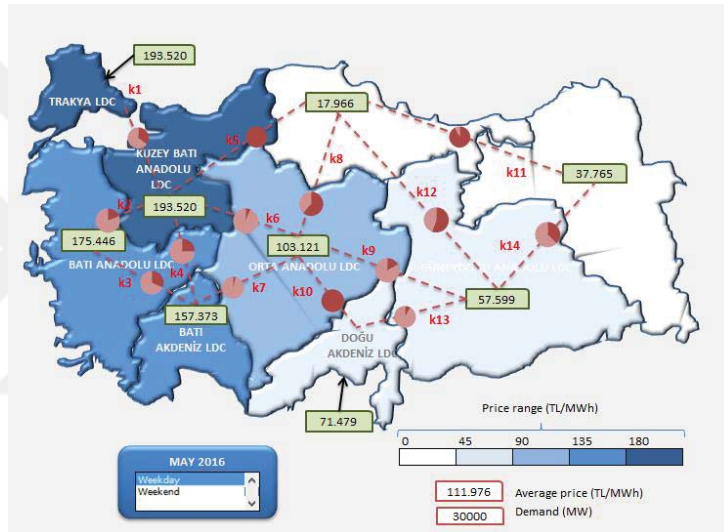 193.520
k1
TRAKYA LDC
17.966
k5
KUZEY BATI
ANADOLU
LDC
k8
k11
37.765
k12
193.520
k6
175.446
103.121
k14
BATI ANADOLU LDC
k4
ORTA ANADOLU LDC
k9
k3
k7
k10
57.599
157.373
k13
BATI
AKDENİZ LDC
DOĞU
AKDENİZ LDC
71.479
Price range (TL/MWh)
0 45 90 135 180
MAY 2016
Weekday
Weekend
111.976 Average price (TL/MWh)
30000 Demand (MW)